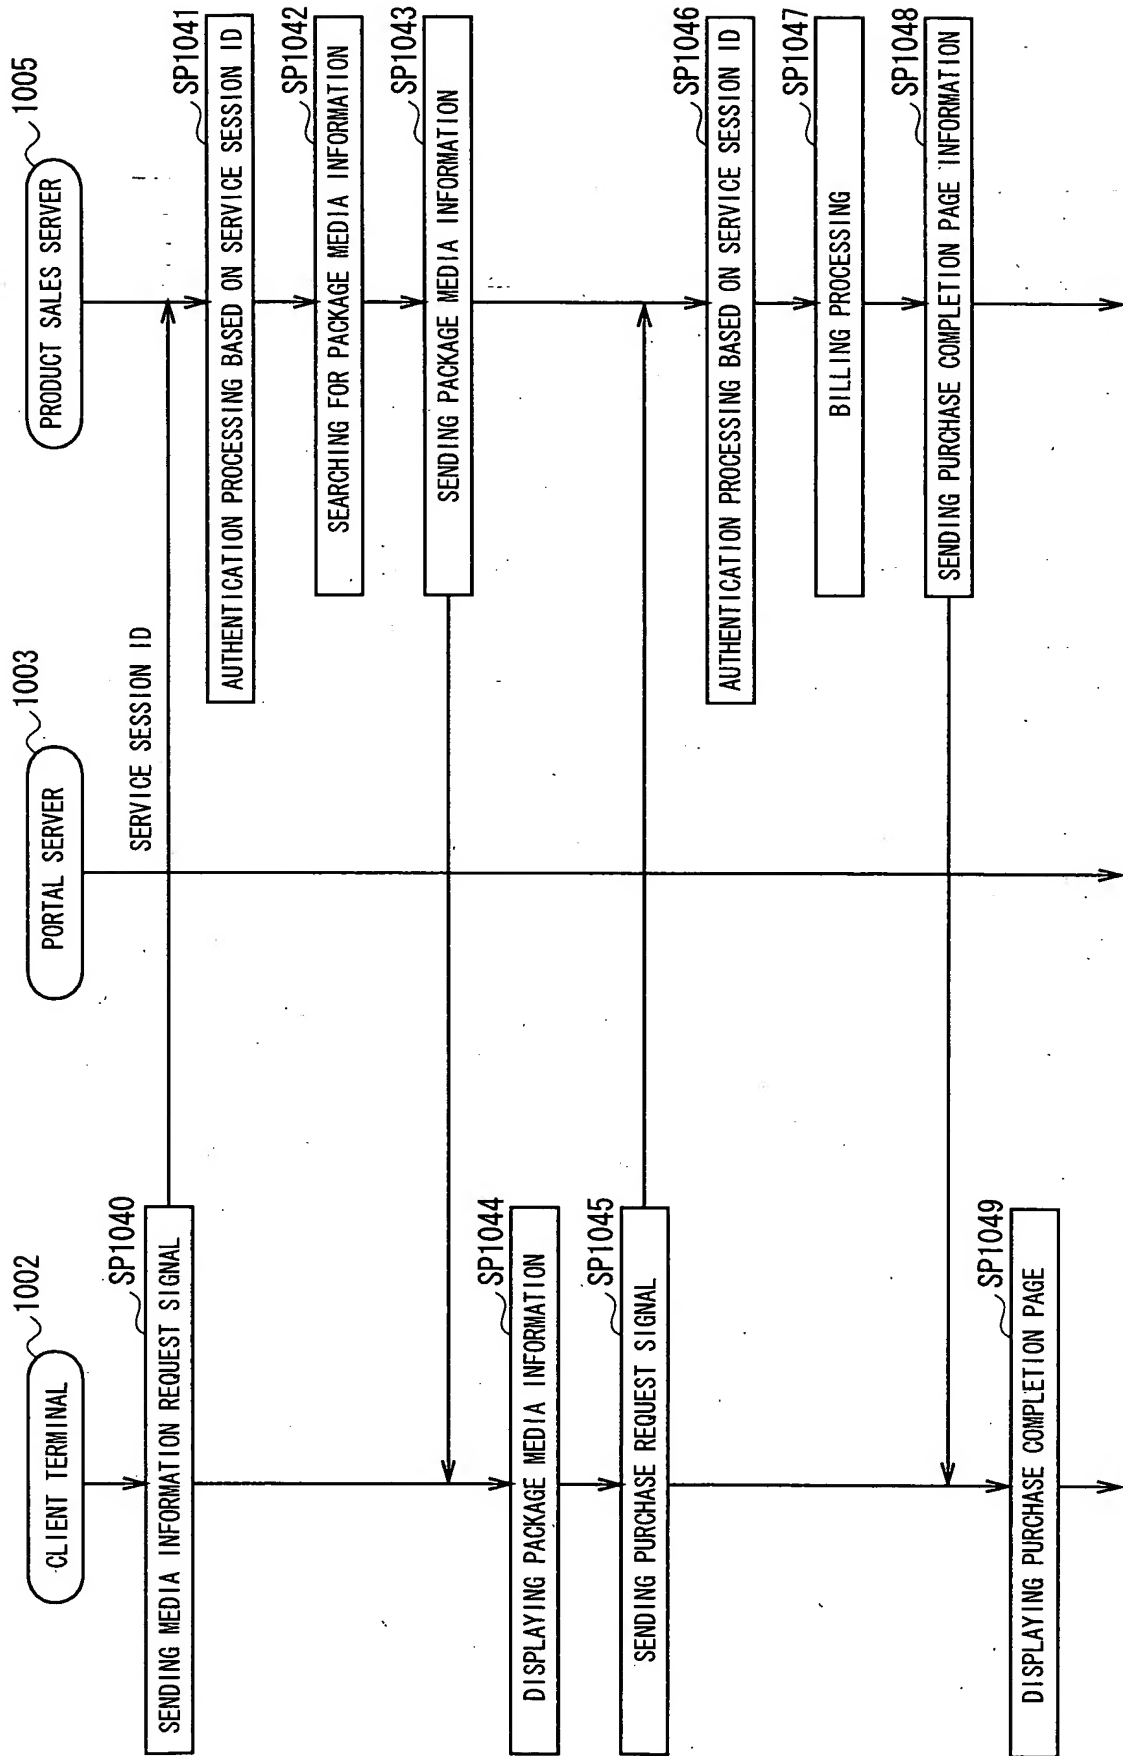 CLIENT TERMINAL
1002
PORTAL SERVER
1003
PRODUCT SALES SERVER
1005
SP1040
SENDING MEDIA INFORMATION REQUEST SIGNAL
SERVICE SESSION ID
SP1041
AUTHENTICATION PROCESSING BASED ON SERVICE SESSION ID
SP1042
SEARCHING FOR PACKAGE MEDIA INFORMATION
SP1043
SENDING PACKAGE MEDIA INFORMATION
SP1044
DISPLAYING PACKAGE MEDIA INFORMATION
SP1045
SENDING PURCHASE REQUEST SIGNAL
SP1046
AUTHENTICATION PROCESSING BASED ON SERVICE SESSION ID
SP1047
BILLING PROCESSING
SP1048
SENDING PURCHASE COMPLETION PAGE INFORMATION
SP1049
DISPLAYING PURCHASE COMPLETION PAGE